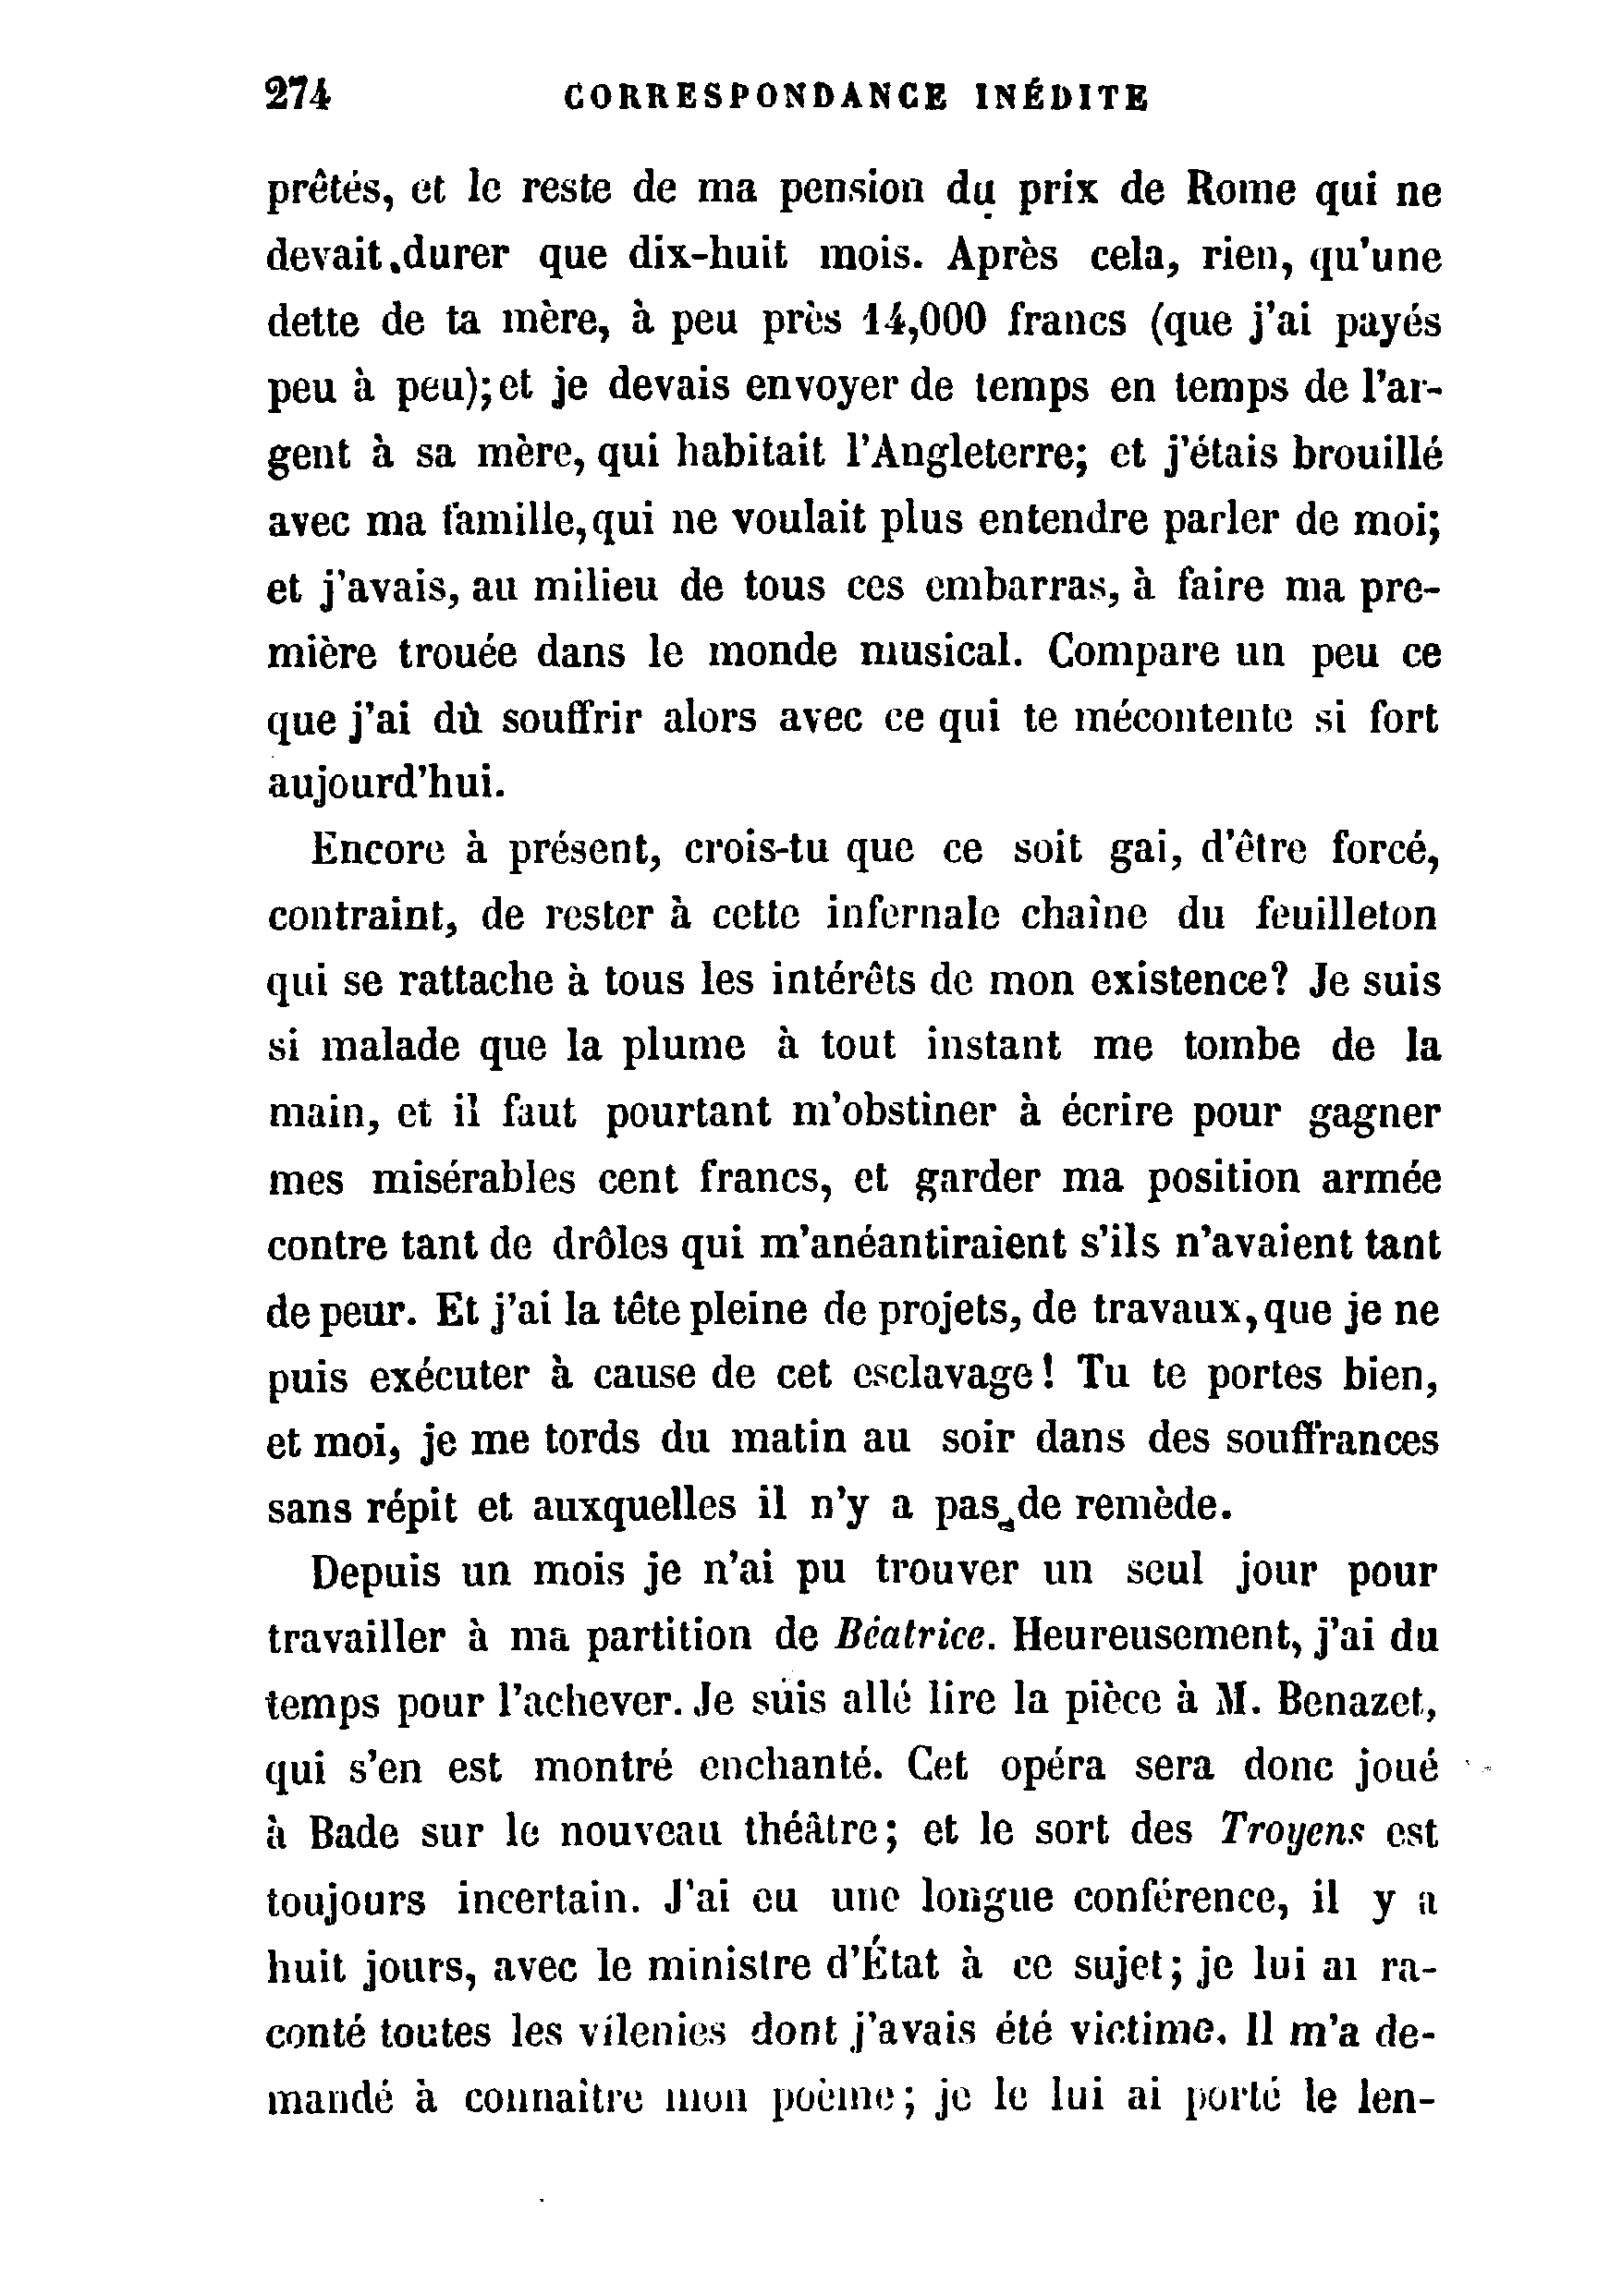 274 CORRESPONDANCE INÉDITE
prêtés, et le reste de ma pension du prix de Rome qui ne
devait durer que dix-huit mois. Après cela, rien, qu'une
dette de ta mère, à peu près 14,000 francs (que j'ai payés
peu à peu); et je devais envoyer de temps en temps de l'ar-
gent à sa mère, qui habitait l'Angleterre; et j'étais brouillé
avec ma famille, qui ne voulait plus entendre parler de moi;
et j'avais, au milieu de tous ces embarras, à faire ma pre-
mière trouée dans le monde musical. Compare un peu ce
que j'ai dû souffrir alors avec ce qui te mécontente si fort
aujourd'hui.
Encore à présent, crois-tu que ce soit gai, d'être forcé,
contraint, de rester à cette infernale chaîne du feuilleton
qui se rattache à tous les intérêts de mon existence? Je suis
si malade que la plume à tout instant me tombe de la
main, et il faut pourtant m'obstiner à écrire pour gagner
mes misérables cent francs, et garder ma position armée
contre tant de drôles qui m'anéantiraient s'ils n'avaient tant
de peur. Et j'ai la tête pleine de projets, de travaux, que je ne
puis exécuter à cause de cet esclavage! Tu te portes bien,
et moi, je me tords du matin au soir dans des souffrances
sans répit et auxquelles il n'y a pas de remède.
Depuis un mois je n'ai pu trouver un seul jour pour
travailler à ma partition de Béatrice. Heureusement, j'ai du
temps pour l'achever. Je suis allé lire la pièce à M. Benazet,
qui s'en est montré enchanté. Cet opéra sera donc joué
à Bade sur le nouveau théâtre; et le sort des Troyens est
toujours incertain. J'ai eu une longue conférence, il y a
huit jours, avec le ministre d'État à ce sujet; je lui ai ra-
conté toutes les vilenies dont j'avais été victime. Il m'a de-
mandé à connaître mon poème; je le lui ai porté le len-